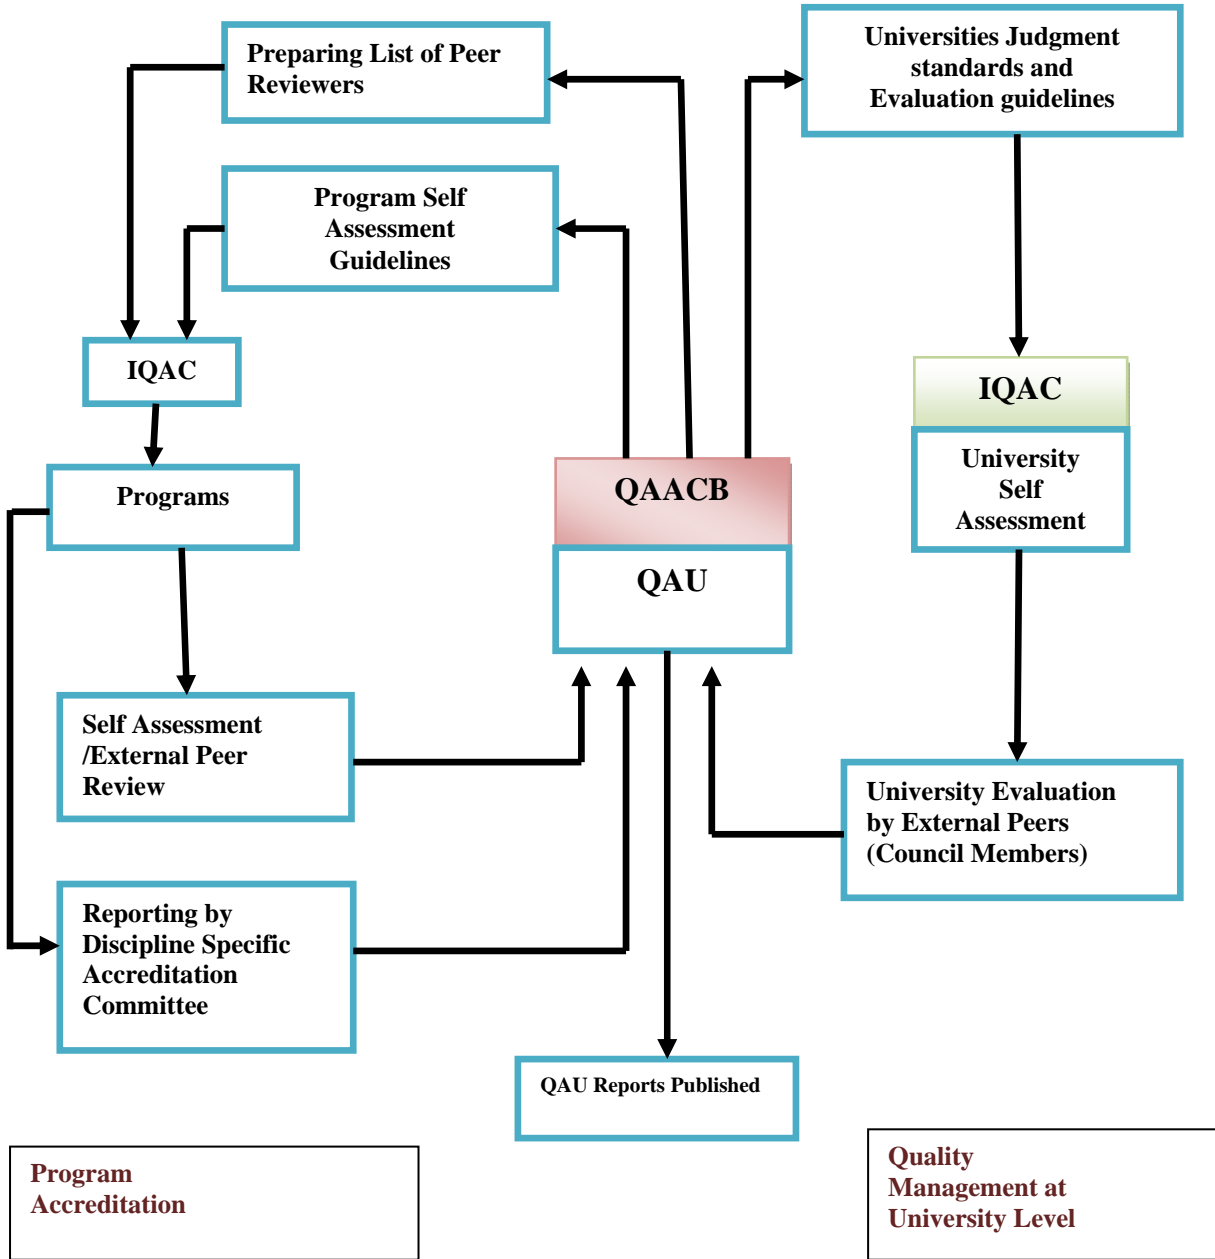 Preparing List of Peer
Reviewers
Universities Judgment
standards and
Evaluation guidelines
Program Self
Assessment
Guidelines
IQAC
Programs
QAACB
QAU
IQAC
University
Self
Assessment
Self Assessment
/External Peer
Review
University Evaluation
by External Peers
(Council Members)
Reporting by
Discipline Specific
Accreditation
Committee
QAU Reports Published
Program
Accreditation
Quality
Management at
University Level